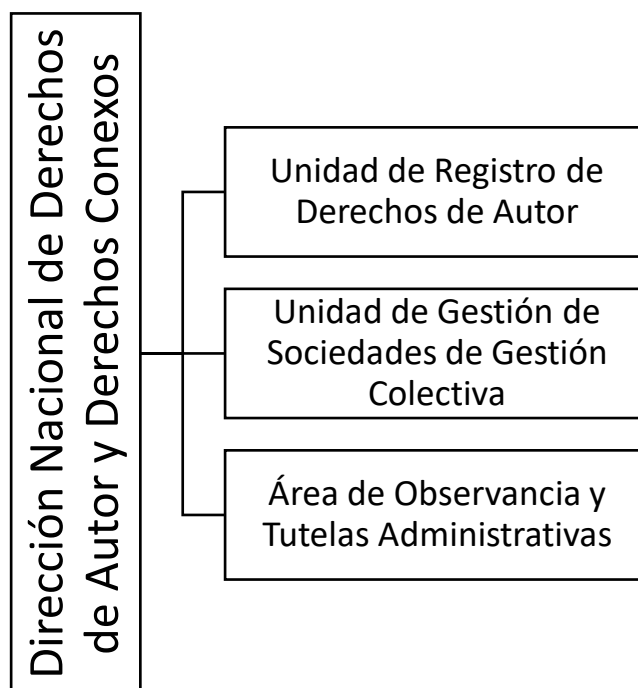 Dirección Nacional de Derechos
de Autor y Derechos Conexos
Unidad de Registro de
Derechos de Autor
Unidad de Gestión de
Sociedades de Gestión
Colectiva
Área de Observancia y
Tutelas Administrativas